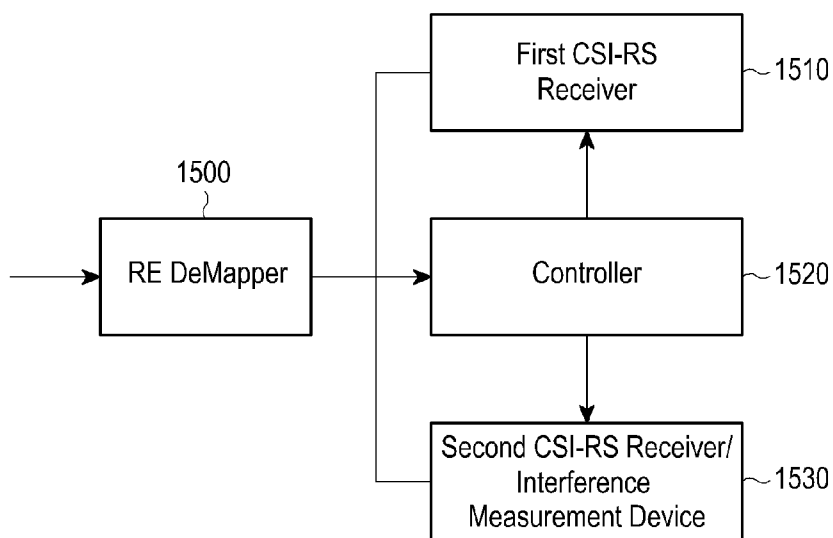 First CSI-RS
Receiver
1510
1500
RE DeMapper
Controller
1520
Second CSI-RS Receiver/
Interference
Measurement Device
1530